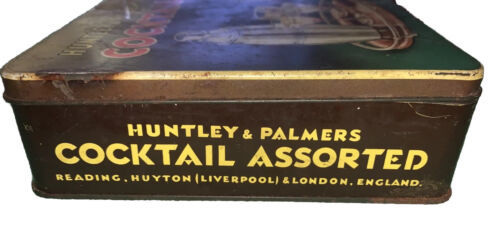 HUNTLEY & PALMERS
COCKTAIL ASSORTED
READING, HUYTON (LIVERPOOL) & LONDON, ENGLAND.